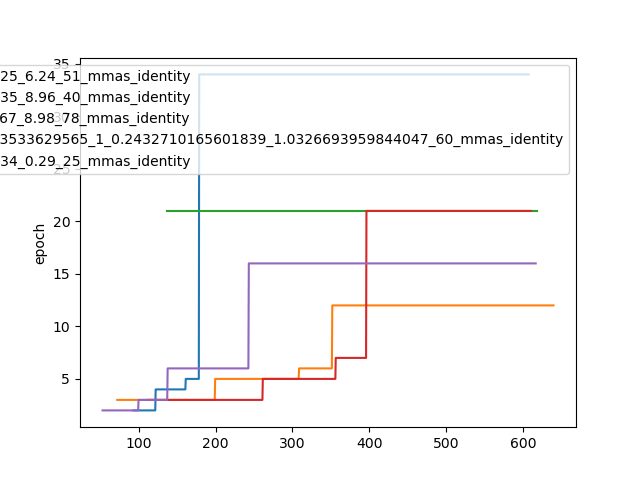 35
25_6.24_51_mmas_identity
35_8.96_40_mmas_identity
67_8.98_78_mmas_identity
3533629565_1_0.2432710165601839_1.0326693959844047_60_mmas_identity
34_0.29_25_mmas_identity
25
20
15
10
5
epoch
100 200 300 400 500 600